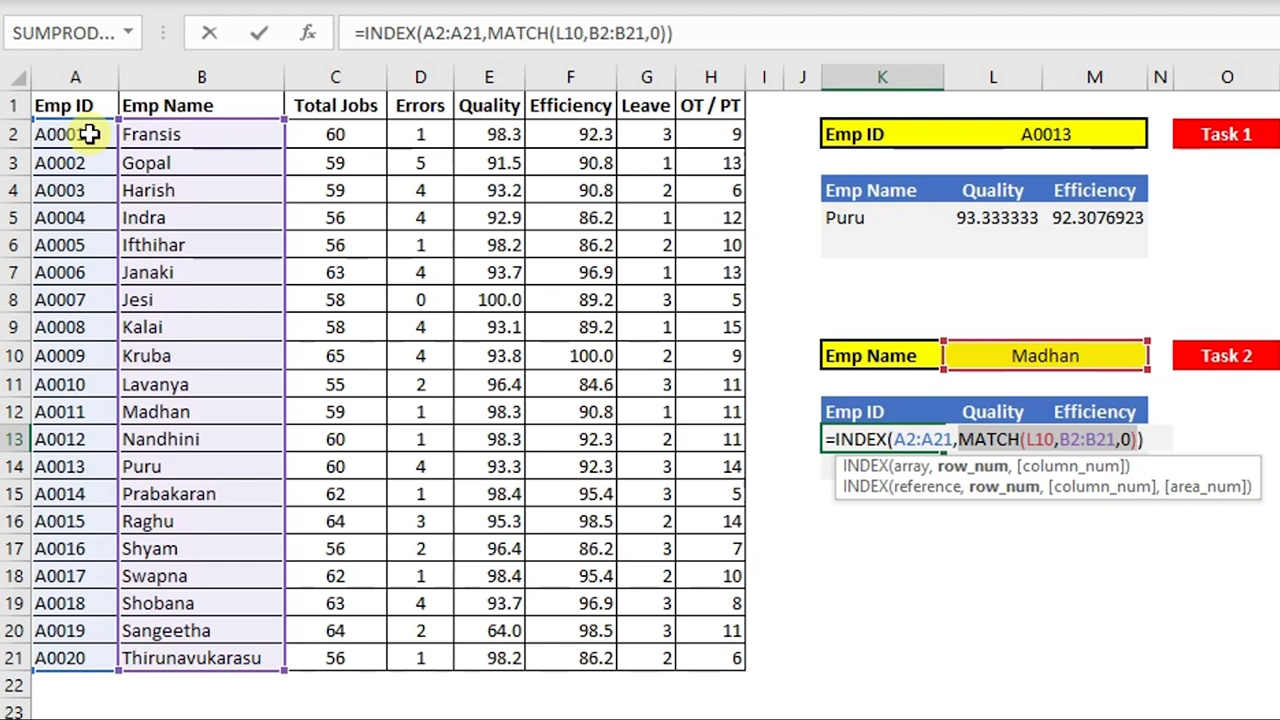 SUMPROD... =INDEX(A2:A21,MATCH(L10,B2:B21,0))
A B C D E F G H I J K L M N O
1 Emp ID Emp Name Total Jobs Errors Quality Efficiency Leave OT / PT
2 A0001 Fransis 60 1 98.3 92.3 3 9 Emp ID A0013 Task 1
3 A0002 Gopal 59 5 91.5 90.8 1 13
4 A0003 Harish 59 4 93.2 90.8 2 6 Emp Name Quality Efficiency
5 A0004 Indra 56 4 92.9 86.2 1 12 Puru 93.333333 92.3076923
6 A0005 Ifthihar 56 1 98.2 86.2 2 10
7 A0006 Janaki 63 4 93.7 96.9 1 13
8 A0007 Jesi 58 0 100.0 89.2 3 5
9 A0008 Kalai 58 4 93.1 89.2 1 15
10 A0009 Kruba 65 4 93.8 100.0 2 9 Emp Name Madhan Task 2
11 A0010 Lavanya 55 2 96.4 84.6 3 11
12 A0011 Madhan 59 1 98.3 90.8 1 11 Emp ID Quality Efficiency
13 A0012 Nandhini 60 1 98.3 92.3 2 11 =INDEX(A2:A21,MATCH(L10,B2:B21,0))
14 A0013 Puru 60 4 93.3 92.3 3 14 INDEX(array, row_num, [column_num])
15 A0014 Prabakaran 62 1 98.4 95.4 3 5 INDEX(reference, row_num, [column_num], [area_num])
16 A0015 Raghu 64 3 95.3 98.5 2 14
17 A0016 Shyam 56 2 96.4 86.2 3 7
18 A0017 Swapna 62 1 98.4 95.4 2 10
19 A0018 Shobana 63 4 93.7 96.9 3 8
20 A0019 Sangeetha 64 2 64.0 98.5 3 11
21 A0020 Thirunavukarasu 56 1 98.2 86.2 2 6
22
23